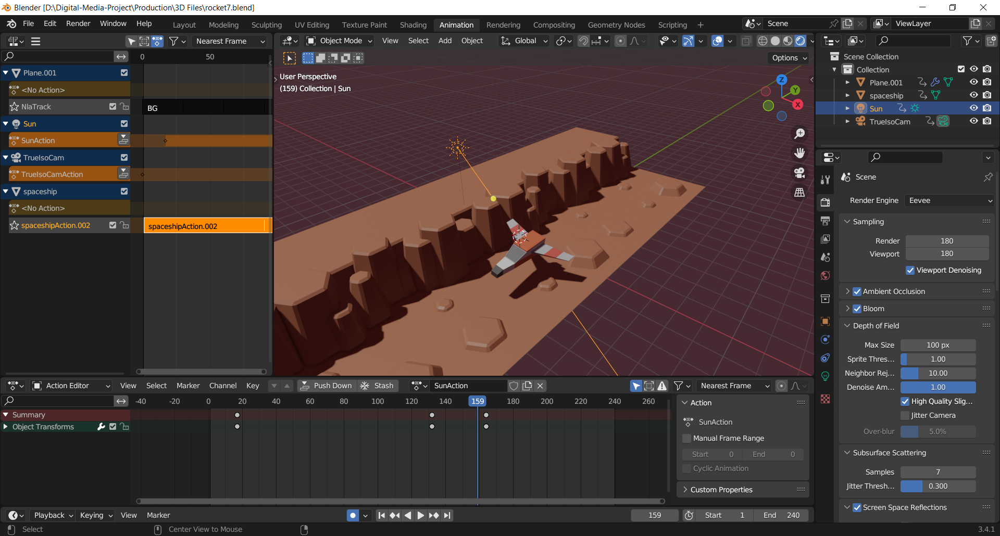 Blender [D:\Digital-Media-Project\Production\3D Files\rocket7.blend]
File Edit Render Window Help Layout Modeling Sculpting UV Editing Texture Paint Shading Animation Rendering Compositing Geometry Nodes Scripting + Scene ViewLayer
Nearest Frame
0 50
Plane.001
<No Action>
NlaTrack
BG
Sun
SunAction
TrueIsoCam
TrueIsoCamAction
spaceship
<No Action>
spaceshipAction.002
spaceshipAction.002
Object Mode View Select Add Object Global
Options
User Perspective
(159) Collection | Sun
Z
Y
X
Scene Collection
Collection
Plane.001
spaceship
Sun
TrueIsoCam
Scene
Render Engine Eevee
Sampling
Render 180
Viewport 180
Viewport Denoising
Ambient Occlusion
Bloom
Depth of Field
Max Size 100 px
Sprite Thres... 1.00
Neighbor Rej... 10.00
Denoise Am... 1.00
High Quality Slig...
Jitter Camera
Over-blur 5.0%
Subsurface Scattering
Samples 7
Jitter Thresh... 0.300
Screen Space Reflections
Action Editor View Select Marker Channel Key Push Down Stash SunAction Nearest Frame
-40 -20 0 20 40 60 80 100 120 140 159 180 200 220 240 260
Summary
Object Transforms
Action
SunAction
Manual Frame Range
Start 0 End 0
Cyclic Animation
Custom Properties
Playback Keying View Marker 159 Start 1 End 240
Select Center View to Mouse 3.4.1